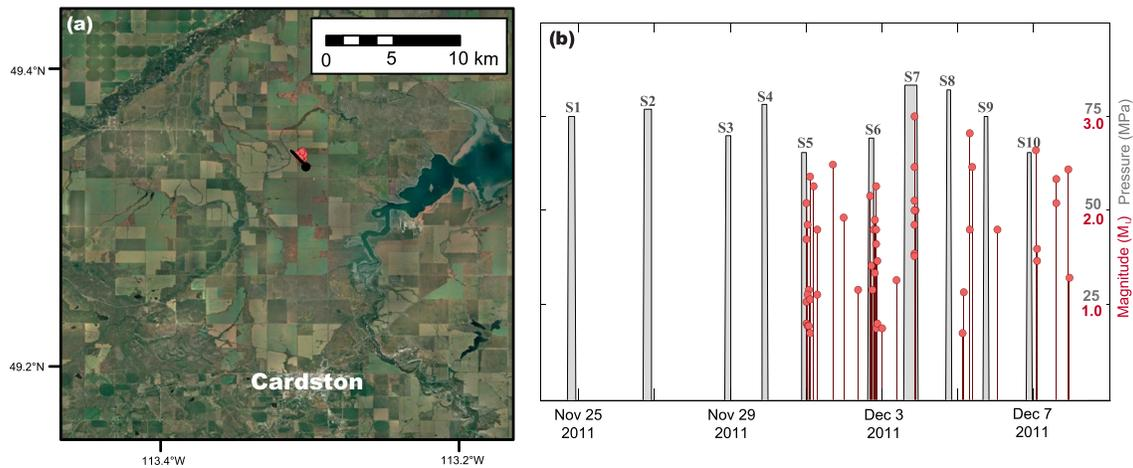 (a)
0 5 10 km
49.4°N
49.2°N
Cardston
113.4°W 113.2°W
(b)
S1 S2 S3 S4 S5 S6 S7 S8 S9 S10
75
3.0
50
2.0
25
1.0
Pressure (MPa)
Magnitude (ML)
Nov 25 Nov 29 Dec 3 Dec 7
2011 2011 2011 2011